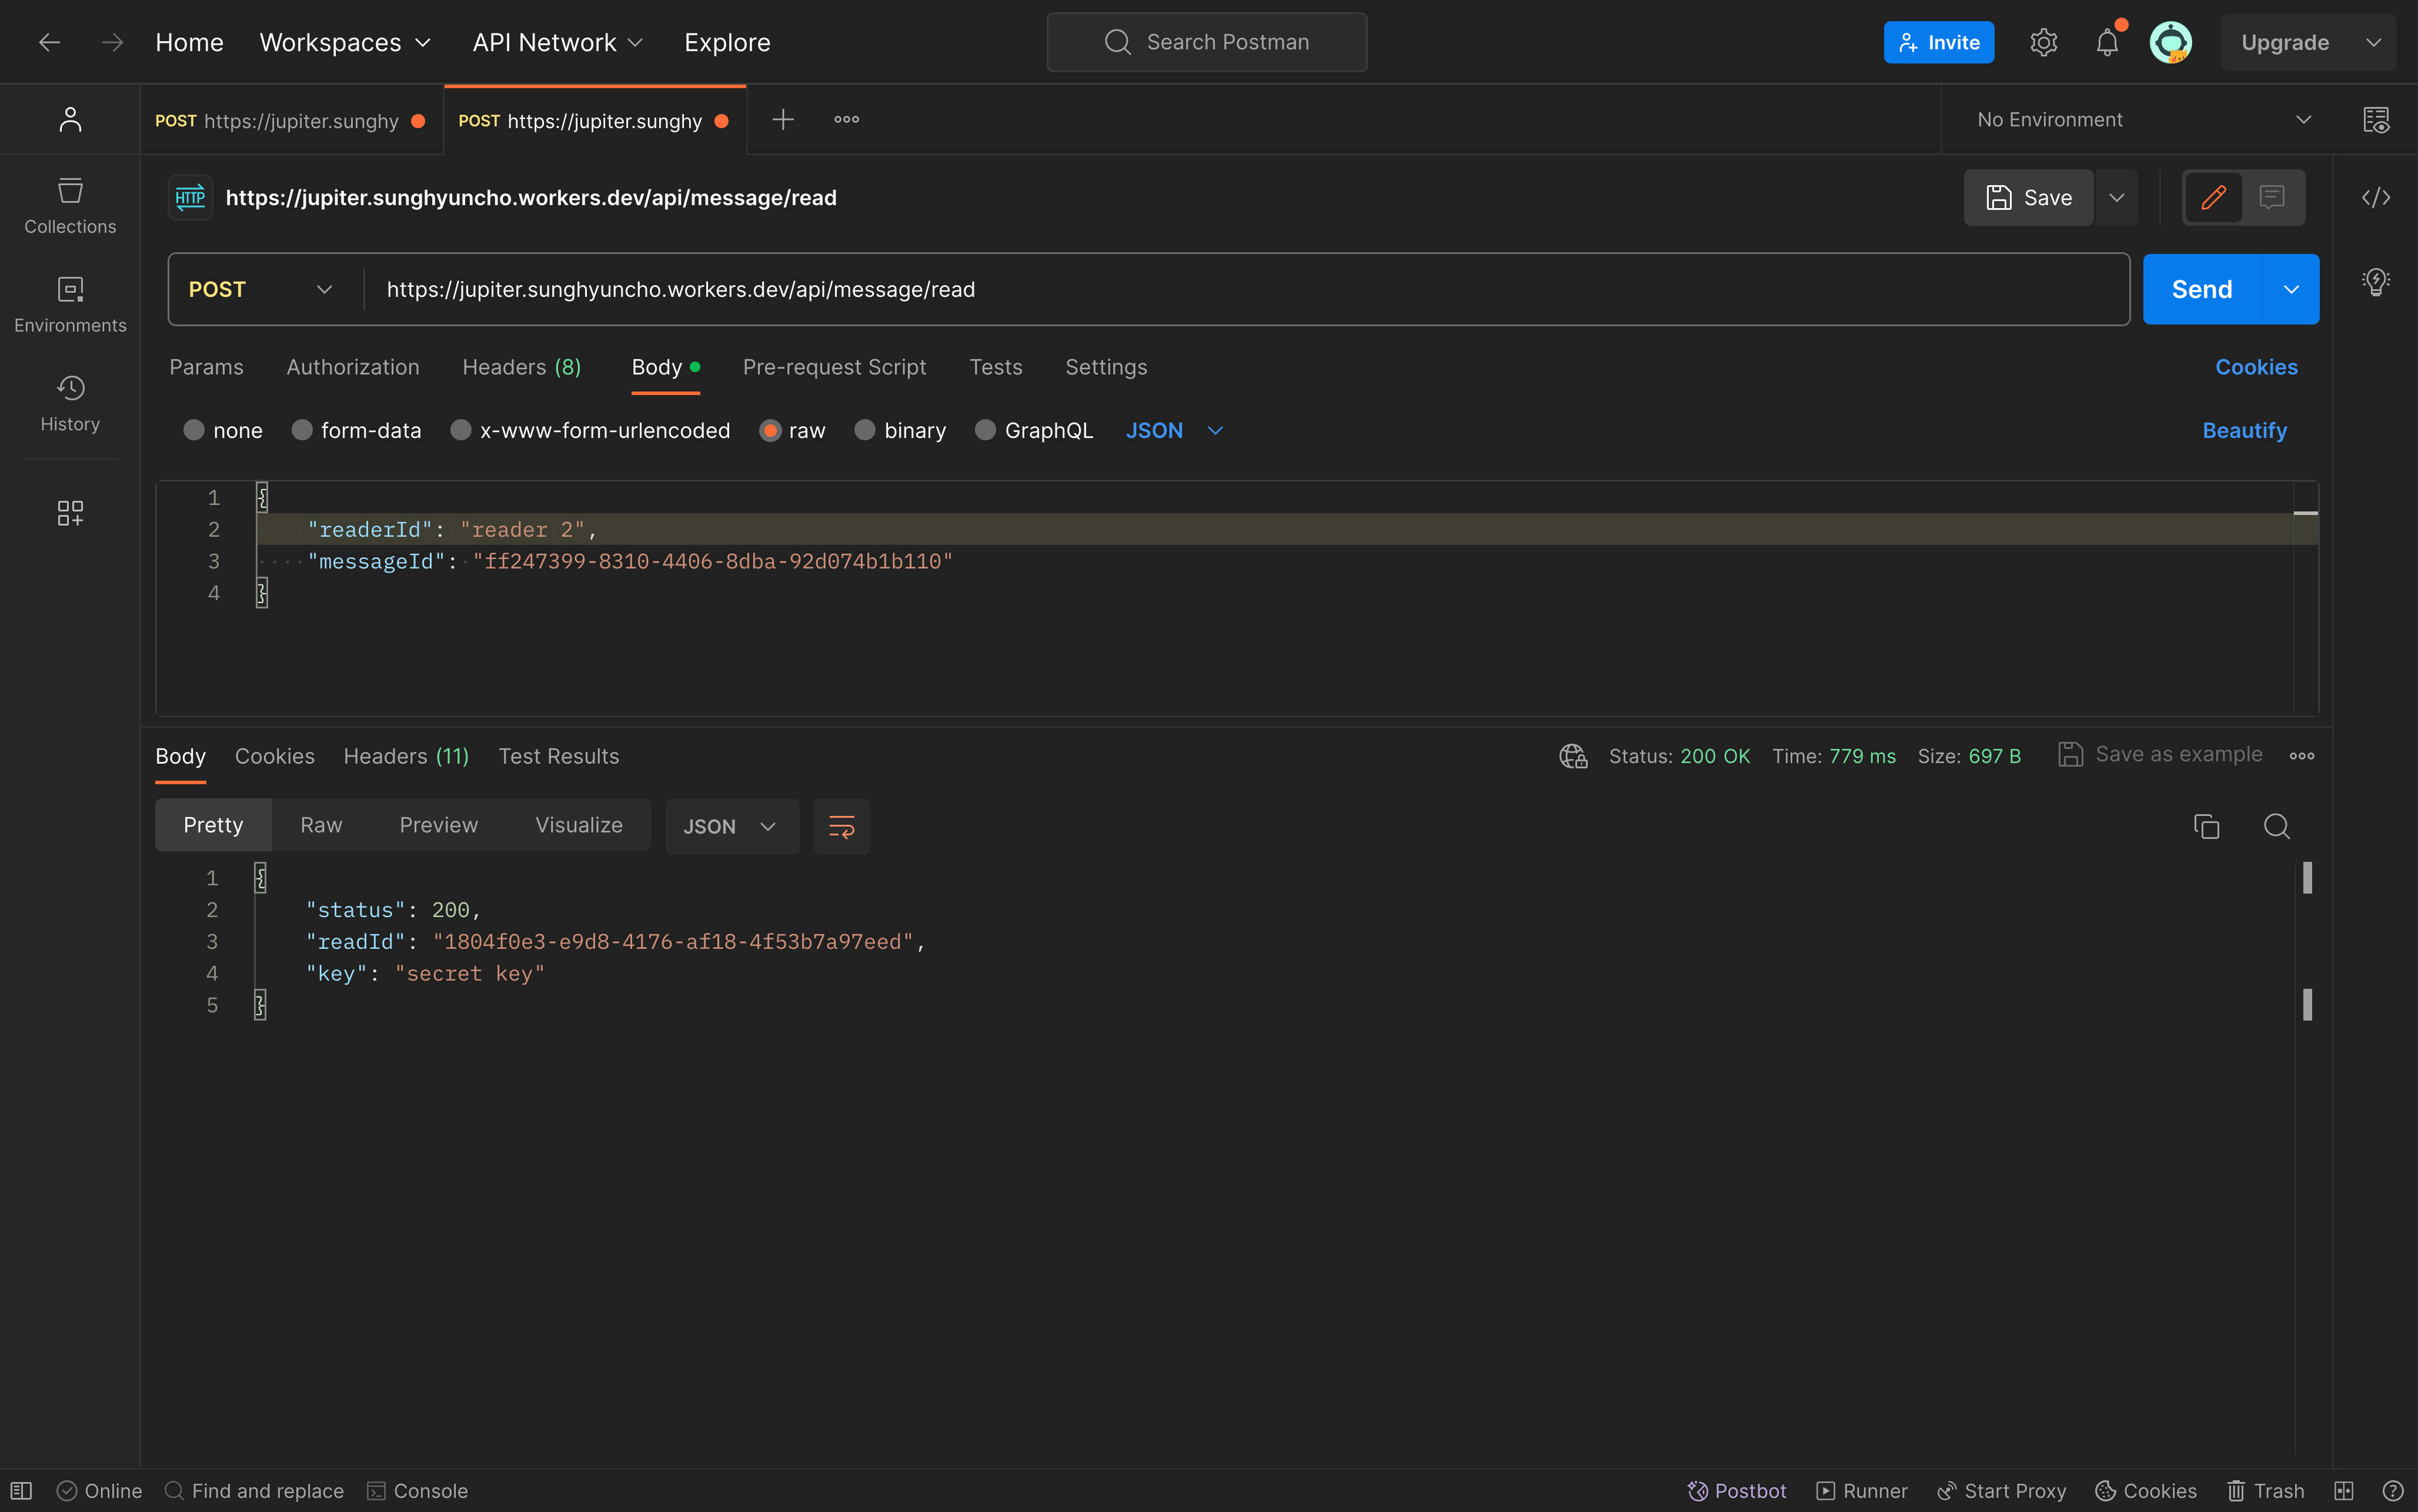 Home Workspaces API Network Explore Search Postman Invite Upgrade
POST https://jupiter.sunghy POST https://jupiter.sunghy No Environment
HTTP https://jupiter.sunghyuncho.workers.dev/api/message/read Save
POST https://jupiter.sunghyuncho.workers.dev/api/message/read Send
Collections
Environments
History
Params Authorization Headers (8) Body Pre-request Script Tests Settings Cookies
none form-data x-www-form-urlencoded raw binary GraphQL JSON Beautify
1 {
2 "readerId": "reader 2",
3 "messageId": "ff247399-8310-4406-8dba-92d074b1b110"
4 }
Body Cookies Headers (11) Test Results Status: 200 OK Time: 779 ms Size: 697 B Save as example
Pretty Raw Preview Visualize JSON
1 {
2 "status": 200,
3 "readId": "1804f0e3-e9d8-4176-af18-4f53b7a97eed",
4 "key": "secret key"
5 }
Online Find and replace Console Postbot Runner Start Proxy Cookies Trash